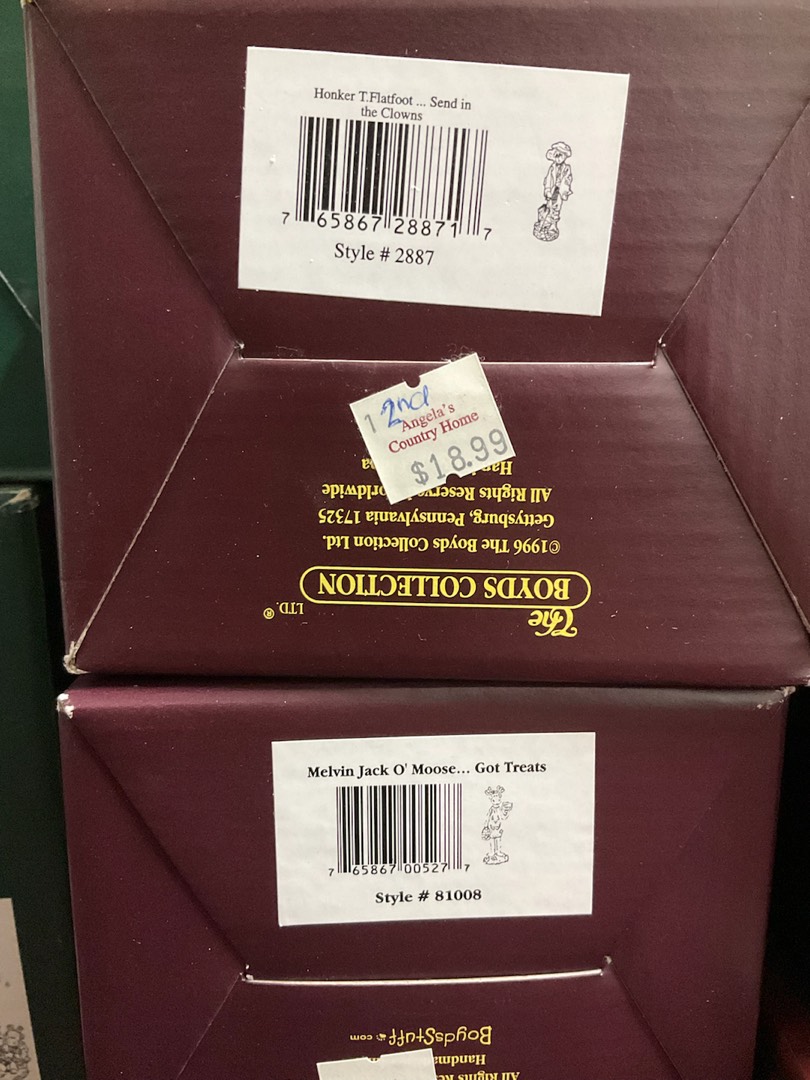 Honker T.Flatfoot ... Send in
the Clowns
7 65867 28871 7
Style # 2887
1 2nd
Angela's
Country Home
$18.99
The
BOYDS COLLECTION
LTD.®
©1996 The Boyds Collection Ltd.
Gettysburg, Pennsylvania 17325
All Rights Worldwide
Melvin Jack O' Moose... Got Treats
7 65867 00527 7
Style # 81008
BoydsStuff.com